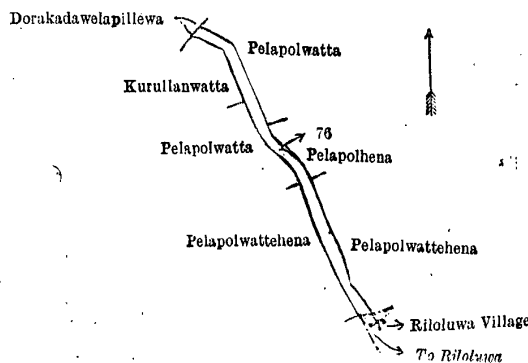 Dorakadawelapillewa
Pelapolwatta
Kurullanwatta
76
Pelapolwatta
Pelapolhena
Pelapolwattehena
Pelapolwattehena
Riloluwa Village
To Riloluwa